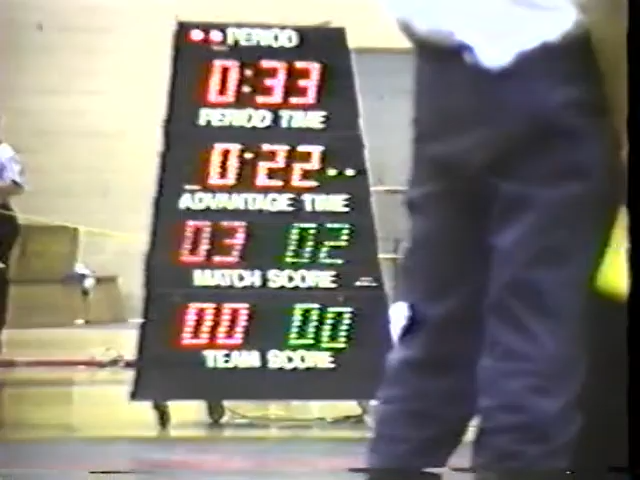 PERIOD
0:33
PERIOD TIME
0:22
ADVANTAGE TIME
03 02
MATCH SCORE
00 00
TEAM SCORE